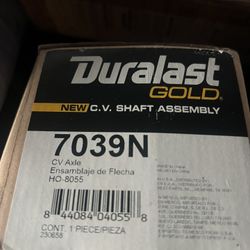 Duralast
GOLD
NEW C.V. SHAFT ASSEMBLY
7039N
CV Axle
Ensamblaje de Flecha
HO-8055
8 44084 04055 8
CONT. 1 PIECE/PIEZA
230658